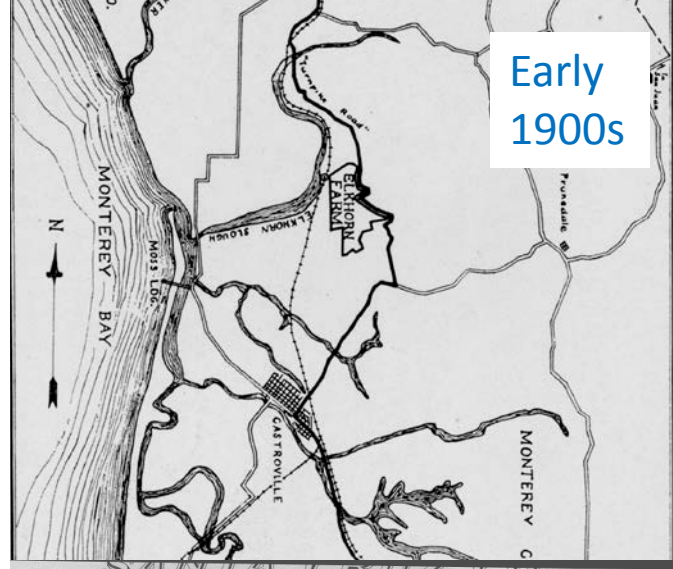 Early
1900s
O.
"Turnpike Road"
ELKHORN
FARM
ELKHORN SLOUGH
Prunedale
MONTEREY BAY
N
MOSS LDG.
CASTROVILLE
MONTEREY C